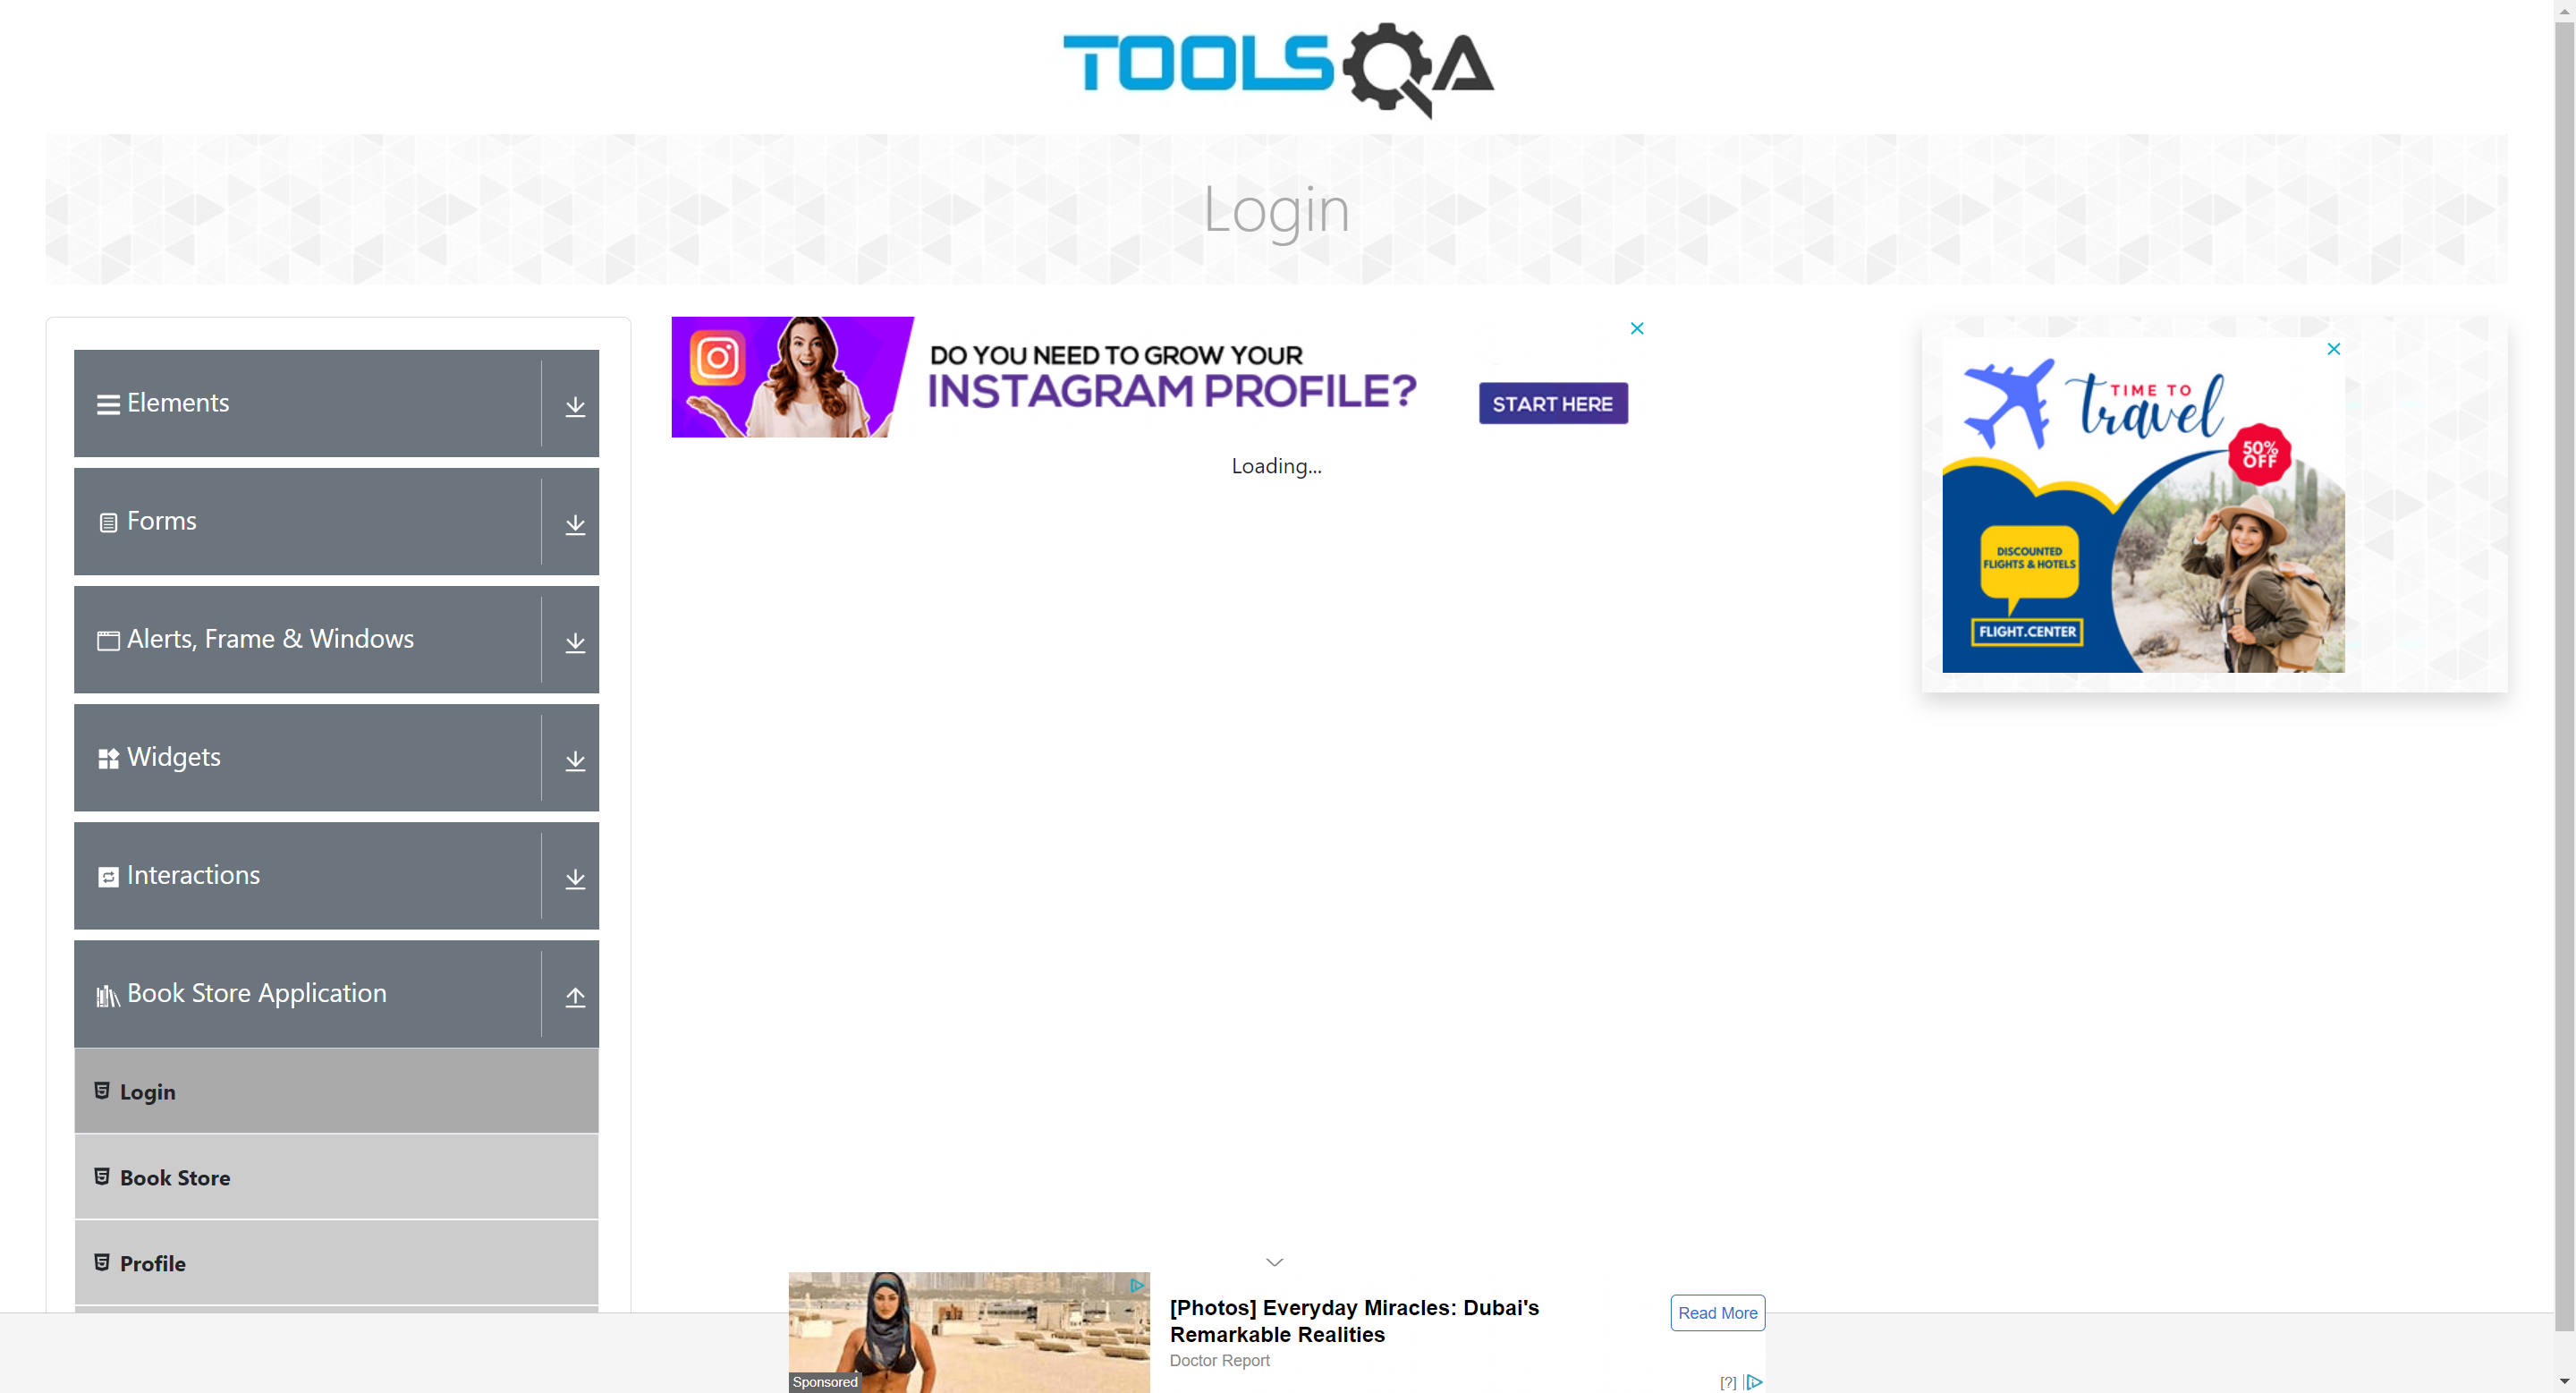 TOOLSQA
Login
Elements
Forms
Alerts, Frame & Windows
Widgets
Interactions
Book Store Application
Login
Book Store
Profile
DO YOU NEED TO GROW YOUR
INSTAGRAM PROFILE?
START HERE
Loading...
TIME TO
travel
50%
OFF
DISCOUNTED
FLIGHTS & HOTELS
FLIGHT.CENTER
Sponsored
[Photos] Everyday Miracles: Dubai's
Remarkable Realities
Doctor Report
Read More
[?]